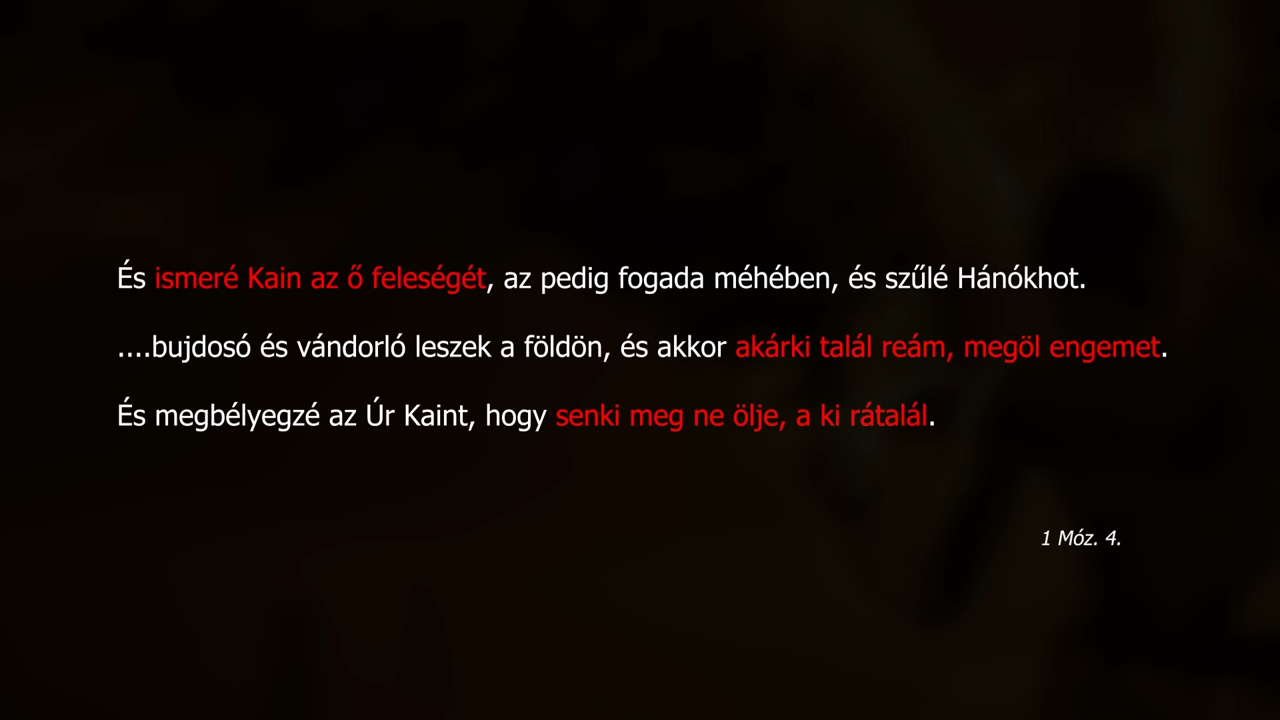 És ismeré Kain az ő feleségét, az pedig fogada méhében, és szűlé Hánókhot.
....bujdosó és vándorló leszek a földön, és akkor akárki talál reám, megöl engemet.
És megbélyegzé az Úr Kaint, hogy senki meg ne ölje, a ki rátalál.
1 Móz. 4.